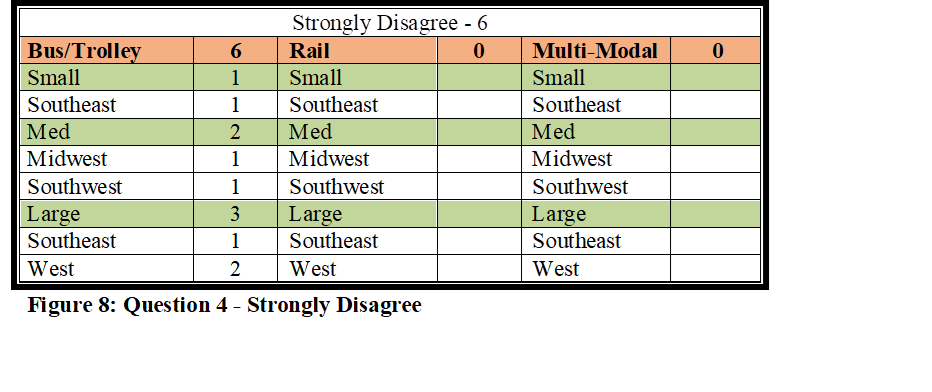 Strongly Disagree - 6
Bus/Trolley 6 Rail 0 Multi-Modal 0
Small 1 Small Small
Southeast 1 Southeast Southeast
Med 2 Med Med
Midwest 1 Midwest Midwest
Southwest 1 Southwest Southwest
Large 3 Large Large
Southeast 1 Southeast Southeast
West 2 West West
Figure 8: Question 4 - Strongly Disagree